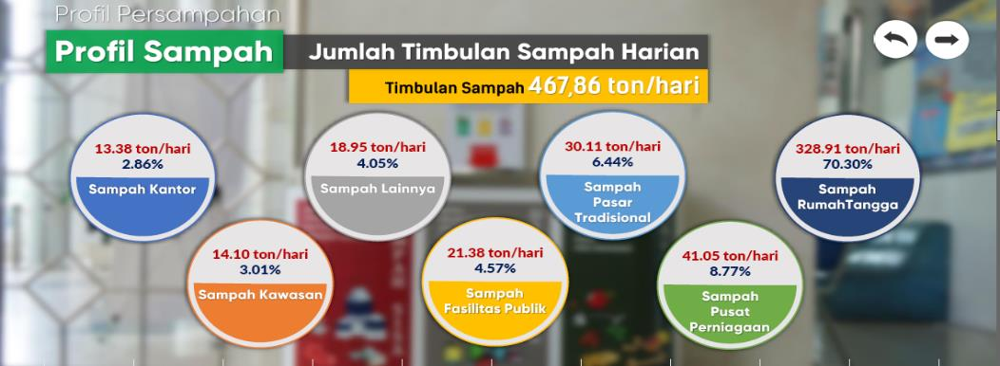 Profil Persampahan
Profil Sampah
Jumlah Timbulan Sampah Harian
Timbulan Sampah 467,86 ton/hari
13.38 ton/hari
2.86%
Sampah Kantor
18.95 ton/hari
4.05%
Sampah Lainnya
30.11 ton/hari
6.44%
Sampah
Pasar
Tradisional
328.91 ton/hari
70.30%
Sampah
RumahTangga
14.10 ton/hari
3.01%
Sampah Kawasan
21.38 ton/hari
4.57%
Sampah
Fasilitas Publik
41.05 ton/hari
8.77%
Sampah
Pusat
Perniagaan